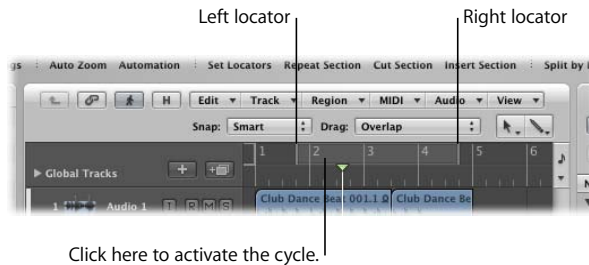 Left locator
Right locator
Auto Zoom Automation Set Locators Repeat Section Cut Section Insert Section Split by
H Edit Track Region MIDI Audio View
Snap: Smart Drag: Overlap
1 2 3 4 5 6
Global Tracks
1 Audio 1 I R M S Club Dance Beat 001.1 Club Dance Be
Click here to activate the cycle.